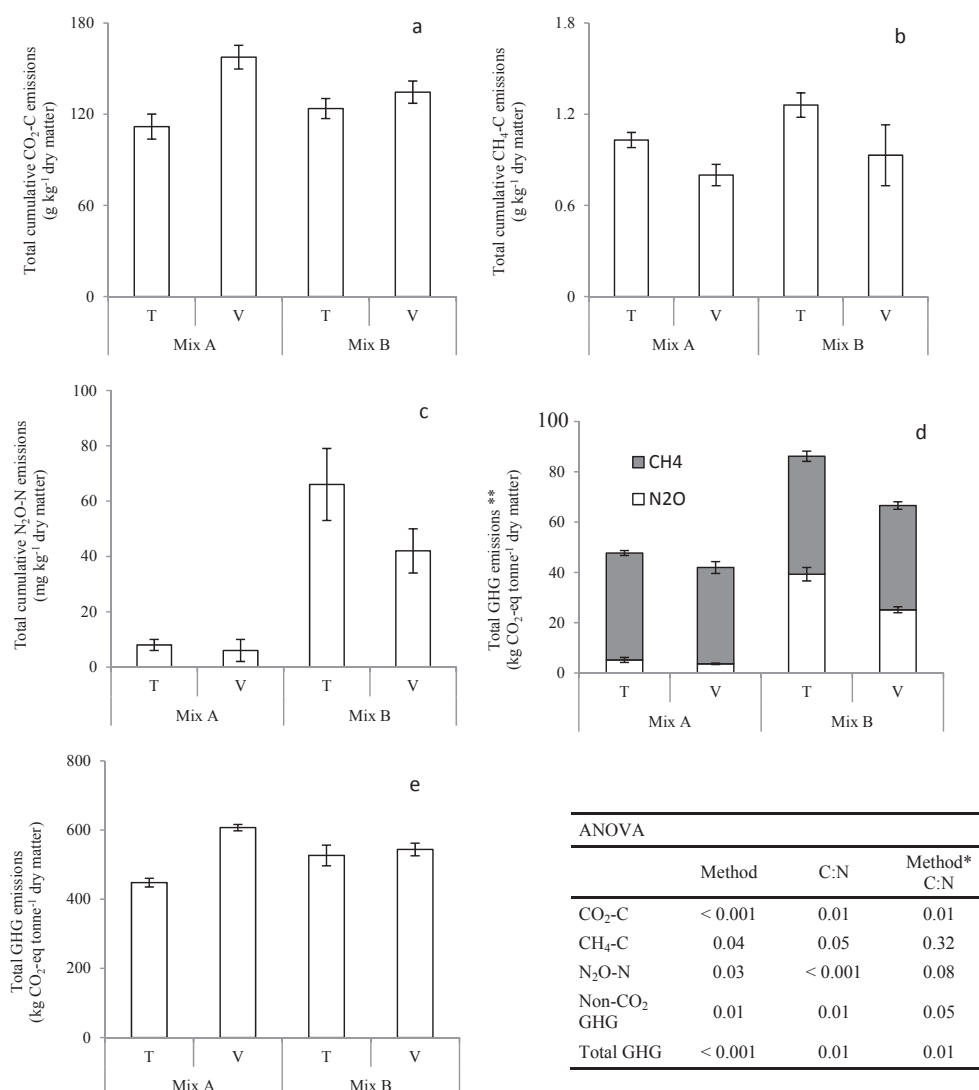 a
Total cumulative CO₂-C emissions
(g kg⁻¹ dry matter)
180
120
60
0
T V T V
Mix A Mix B
b
Total cumulative CH₄-C emissions
(g kg⁻¹ dry matter)
1.8
1.2
0.6
0
T V T V
Mix A Mix B
c
Total cumulative N₂O-N emissions
(mg kg⁻¹ dry matter)
100
80
60
40
20
0
T V T V
Mix A Mix B
d
Total GHG emissions **
(kg CO₂-eq tonne⁻¹ dry matter)
100
80
60
40
20
0
CH4
N2O
T V T V
Mix A Mix B
e
Total GHG emissions
(kg CO₂-eq tonne⁻¹ dry matter)
800
600
400
200
0
T V T V
Mix A Mix B
ANOVA
Method C:N Method*
C:N
CO₂-C < 0.001 0.01 0.01
CH₄-C 0.04 0.05 0.32
N₂O-N 0.03 < 0.001 0.08
Non-CO₂
GHG 0.01 0.01 0.05
Total GHG < 0.001 0.01 0.01